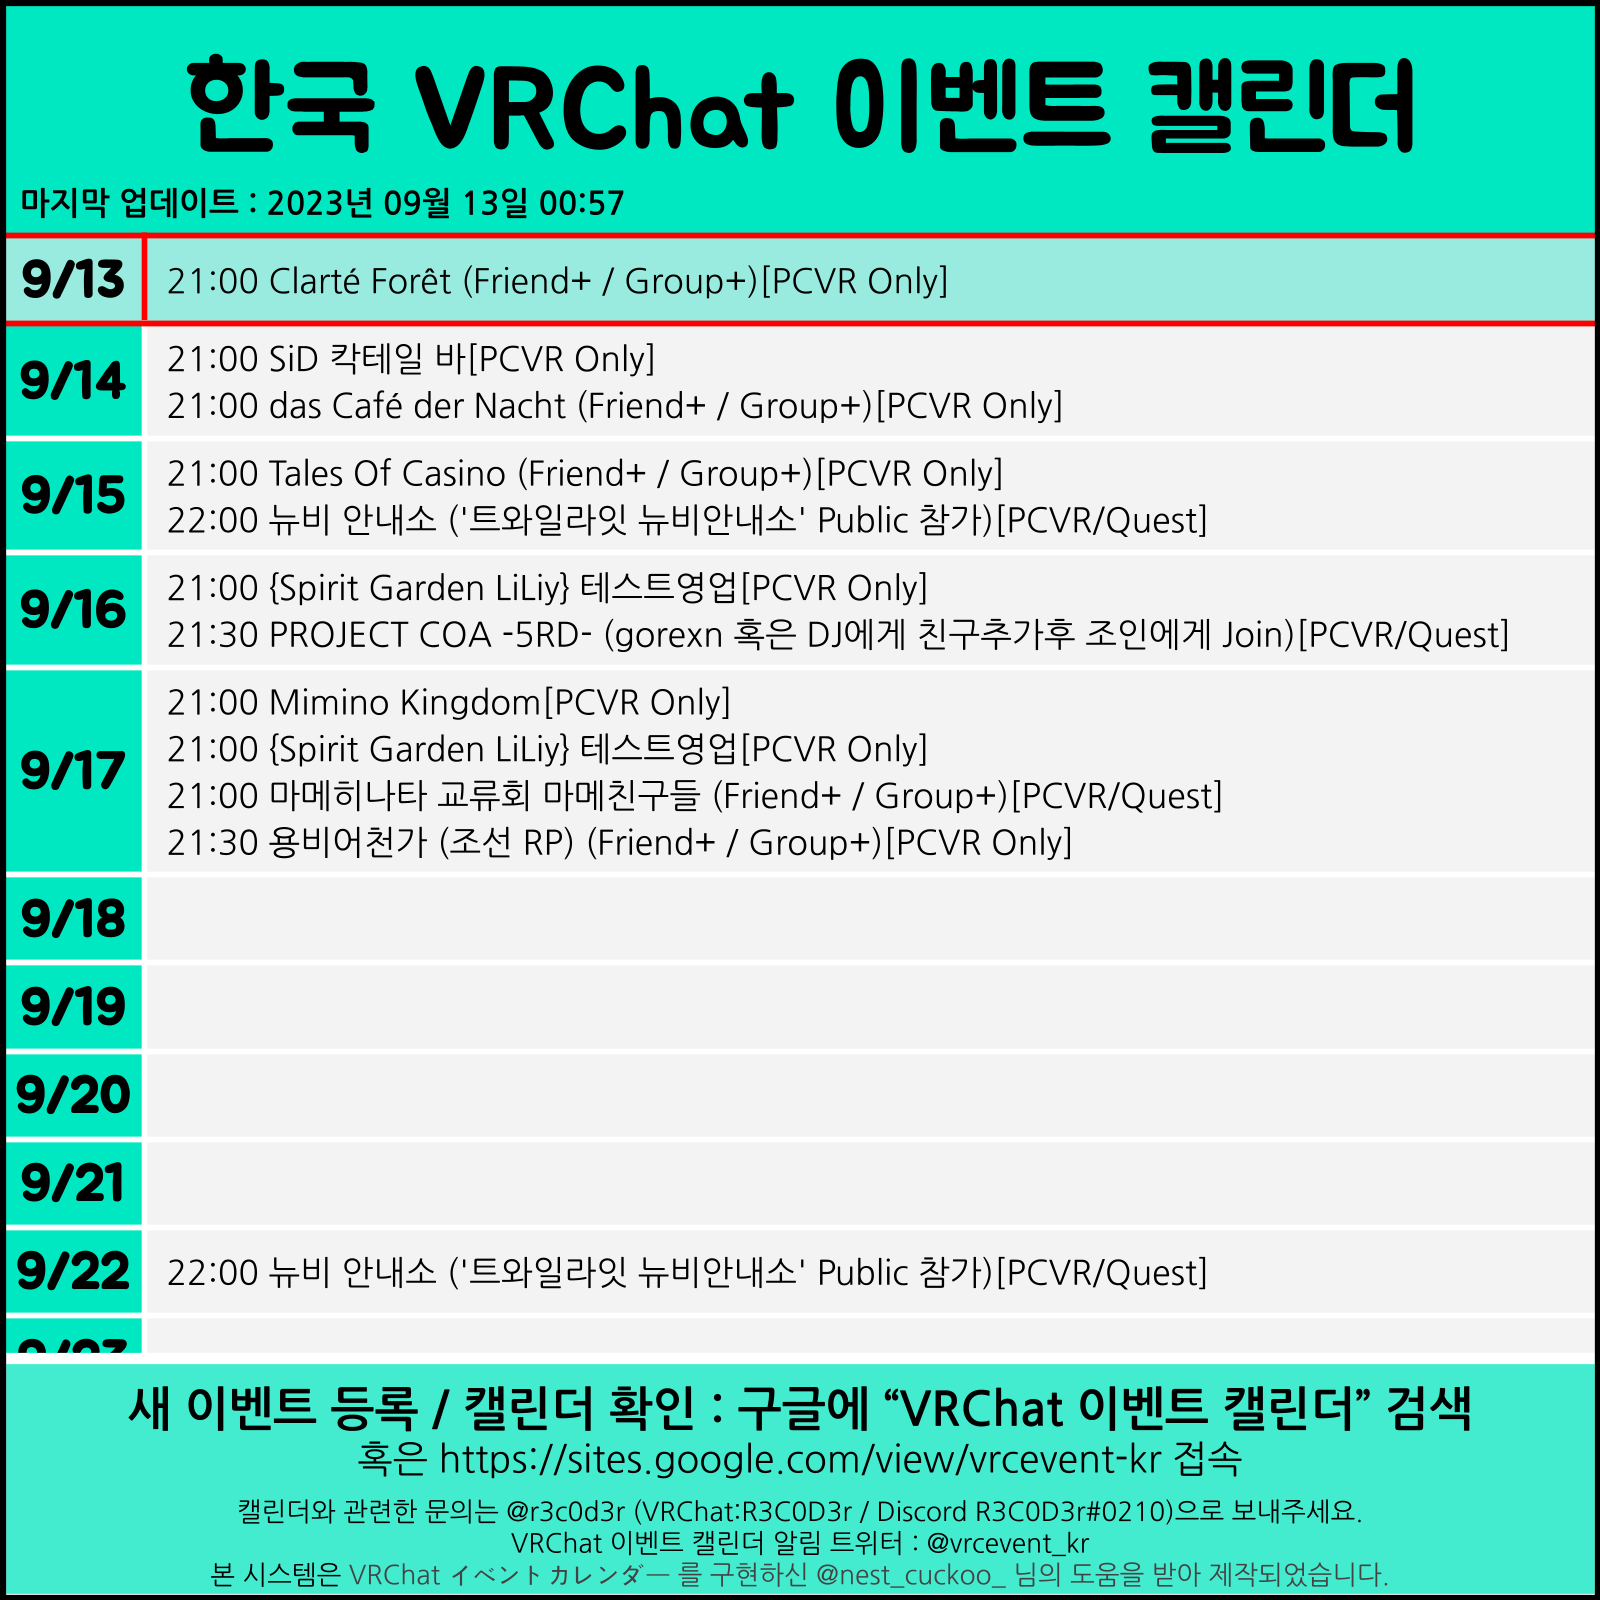 한국 VRChat 이벤트 캘린더
마지막 업데이트 : 2023년 09월 13일 00:57
9/13
21:00 Clarté Forêt (Friend+ / Group+)[PCVR Only]
9/14
21:00 SiD 칵테일 바[PCVR Only]
21:00 das Café der Nacht (Friend+ / Group+)[PCVR Only]
9/15
21:00 Tales Of Casino (Friend+ / Group+)[PCVR Only]
22:00 뉴비 안내소 ('트와일라잇 뉴비안내소' Public 참가)[PCVR/Quest]
9/16
21:00 {Spirit Garden LiLiy} 테스트영업[PCVR Only]
21:30 PROJECT COA -5RD- (gorexn 혹은 DJ에게 친구추가후 조인에게 Join)[PCVR/Quest]
9/17
21:00 Mimino Kingdom[PCVR Only]
21:00 {Spirit Garden LiLiy} 테스트영업[PCVR Only]
21:00 마메히나타 교류회 마메친구들 (Friend+ / Group+)[PCVR/Quest]
21:30 용비어천가 (조선 RP) (Friend+ / Group+)[PCVR Only]
9/18
9/19
9/20
9/21
9/22
22:00 뉴비 안내소 ('트와일라잇 뉴비안내소' Public 참가)[PCVR/Quest]
9/23
새 이벤트 등록 / 캘린더 확인 : 구글에 “VRChat 이벤트 캘린더” 검색
혹은 https://sites.google.com/view/vrcevent-kr 접속
캘린더와 관련한 문의는 @r3c0d3r (VRChat:R3C0D3r / Discord R3C0D3r#0210)으로 보내주세요.
VRChat 이벤트 캘린더 알림 트위터 : @vrcevent_kr
본 시스템은 VRChat イベントカレンダー 를 구현하신 @nest_cuckoo_ 님의 도움을 받아 제작되었습니다.